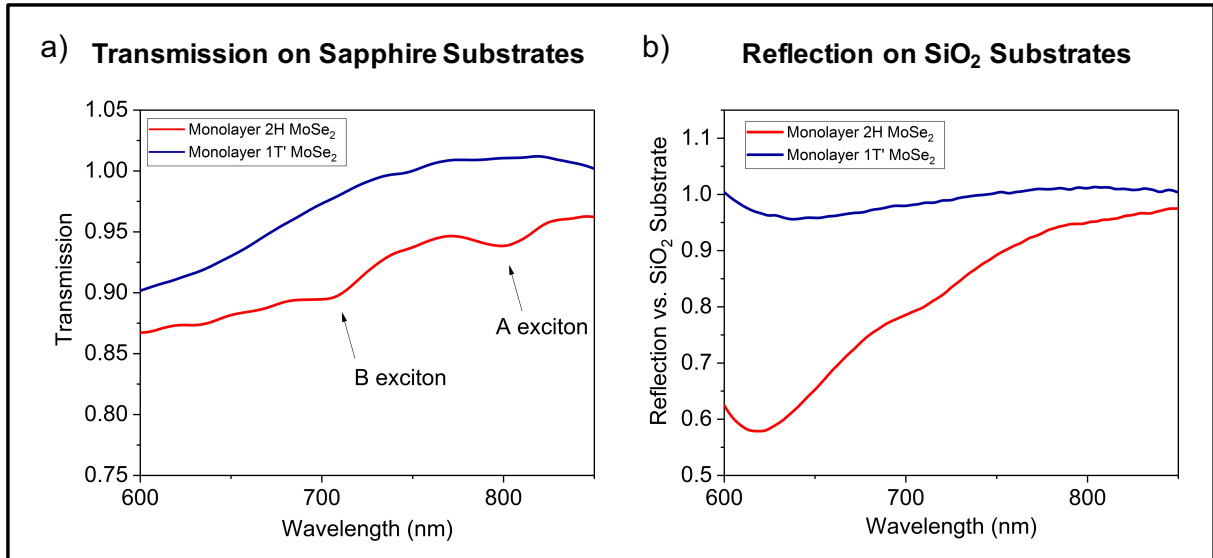 a) Transmission on Sapphire Substrates
1.05
1.00
0.95
0.90
0.85
0.80
0.75
Transmission
Monolayer 2H MoSe₂
Monolayer 1T' MoSe₂
A exciton
B exciton
600 700 800
Wavelength (nm)
b) Reflection on SiO₂ Substrates
1.1
1.0
0.9
0.8
0.7
0.6
0.5
Reflection vs. SiO₂ Substrate
Monolayer 2H MoSe₂
Monolayer 1T' MoSe₂
600 700 800
Wavelength (nm)